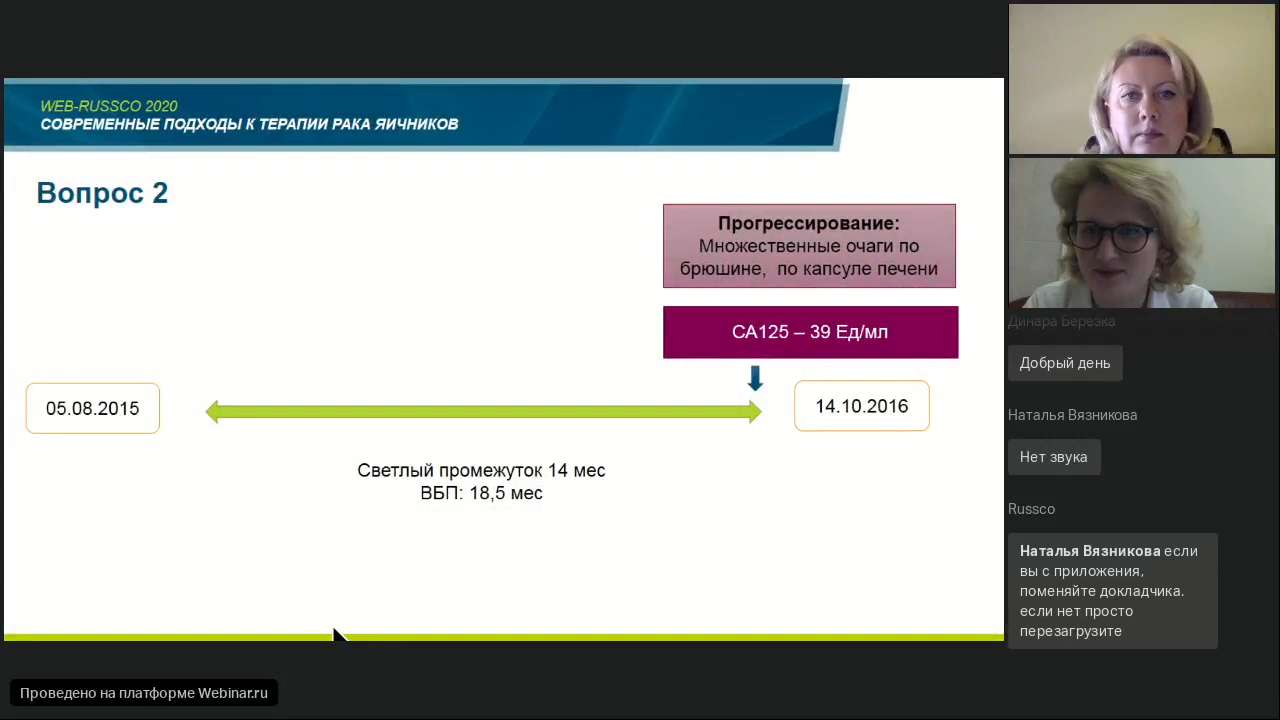 WEB-RUSSCO 2020
СОВРЕМЕННЫЕ ПОДХОДЫ К ТЕРАПИИ РАКА ЯИЧНИКОВ
Вопрос 2
Прогрессирование:
Множественные очаги по
брюшине, по капсуле печени
СА125 – 39 Ед/мл
05.08.2015
14.10.2016
Светлый промежуток 14 мес
ВБП: 18,5 мес
Динара Березка
Добрый день
Наталья Вязникова
Нет звука
Russco
Наталья Вязникова если
вы с приложения,
поменяйте докладчика.
если нет просто
перезагрузите
Проведено на платформе Webinar.ru